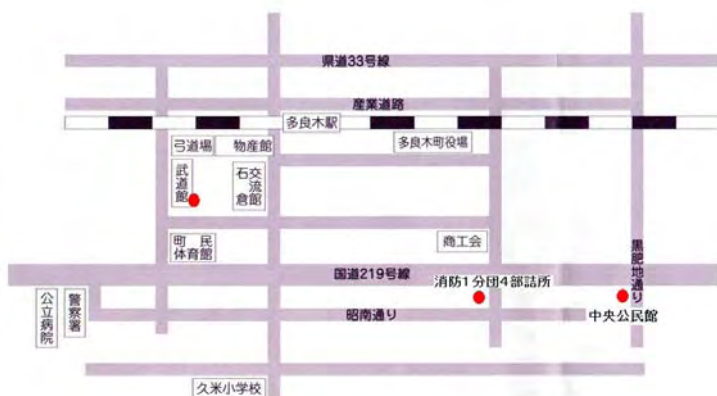 県道33号線
産業道路
多良木駅
弓道場
物産館
多良木町役場
武道館
石倉
交流館
町民
体育館
商工会
黒肥地通り
国道219号線
消防1分団4部詰所
公立病院
警察署
昭南通り
中央公民館
久米小学校